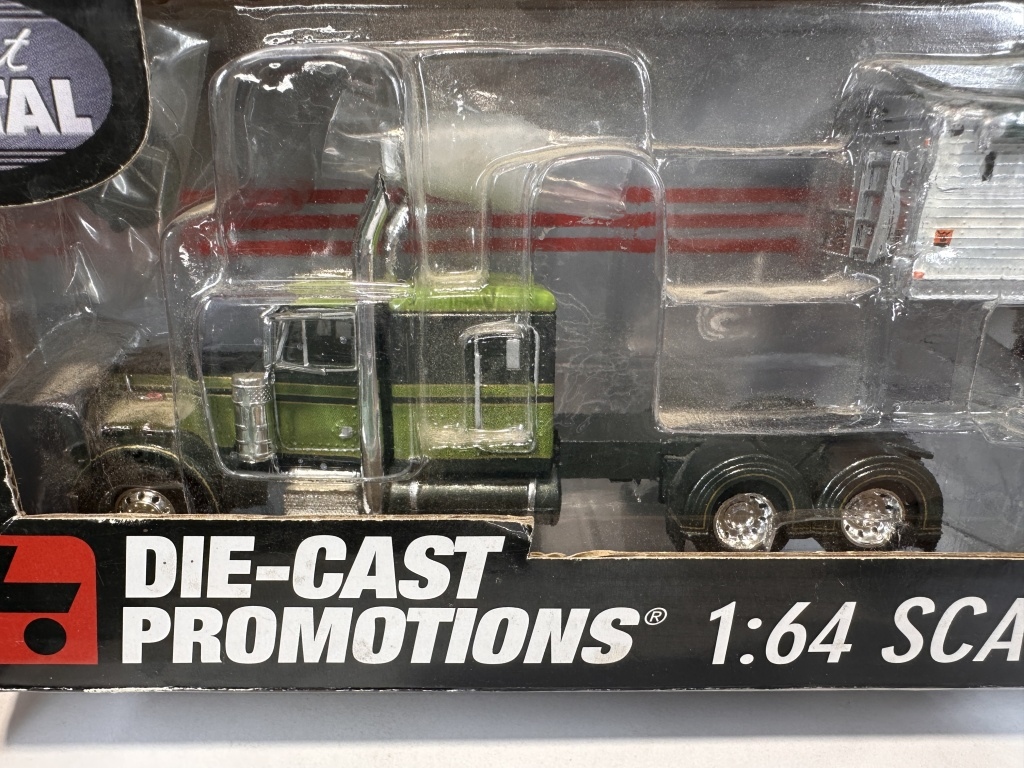 t
TAL
DIE-CAST
PROMOTIONS®
1:64 SCA